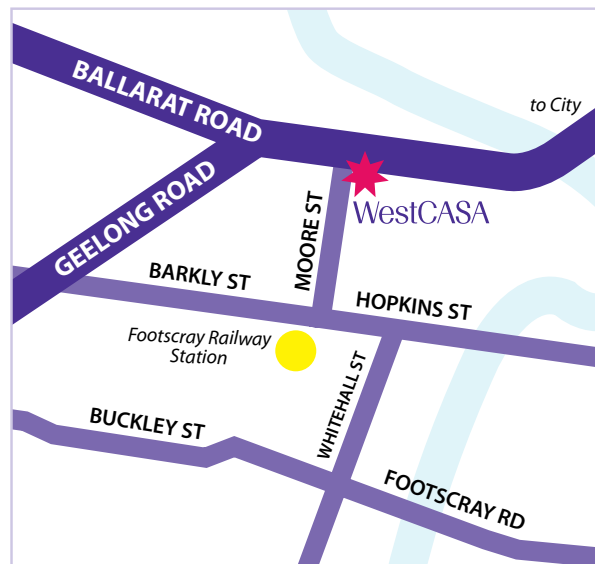 BALLARAT ROAD
to City
GEELONG ROAD
WestCASA
MOORE ST
BARKLY ST
HOPKINS ST
Footscray Railway
Station
WHITEHALL ST
BUCKLEY ST
FOOTSCRAY RD